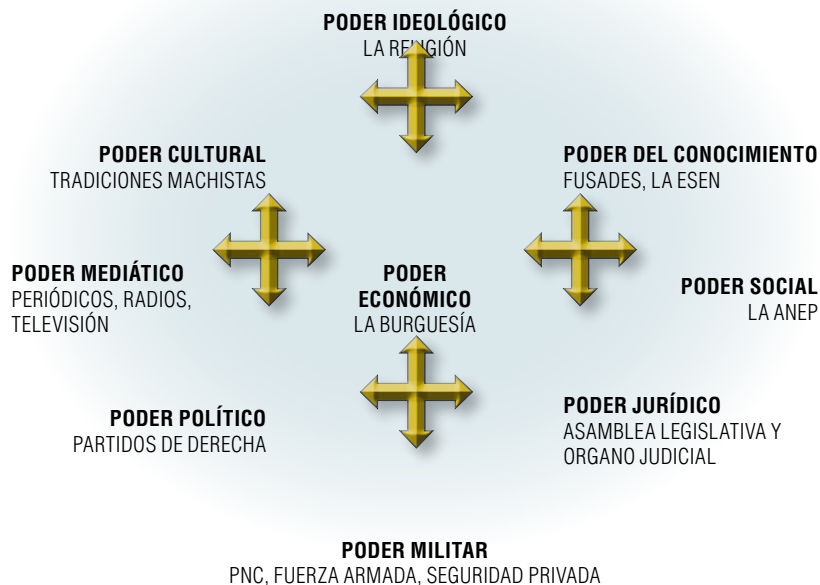 PODER IDEOLÓGICO
LA RELIGIÓN
PODER CULTURAL
TRADICIONES MACHISTAS
PODER DEL CONOCIMIENTO
FUSADES, LA ESEN
PODER MEDIÁTICO
PERIÓDICOS, RADIOS,
TELEVISIÓN
PODER
ECONÓMICO
LA BURGUESÍA
PODER SOCIAL
LA ANEP
PODER POLÍTICO
PARTIDOS DE DERECHA
PODER JURÍDICO
ASAMBLEA LEGISLATIVA Y
ORGANO JUDICIAL
PODER MILITAR
PNC, FUERZA ARMADA, SEGURIDAD PRIVADA